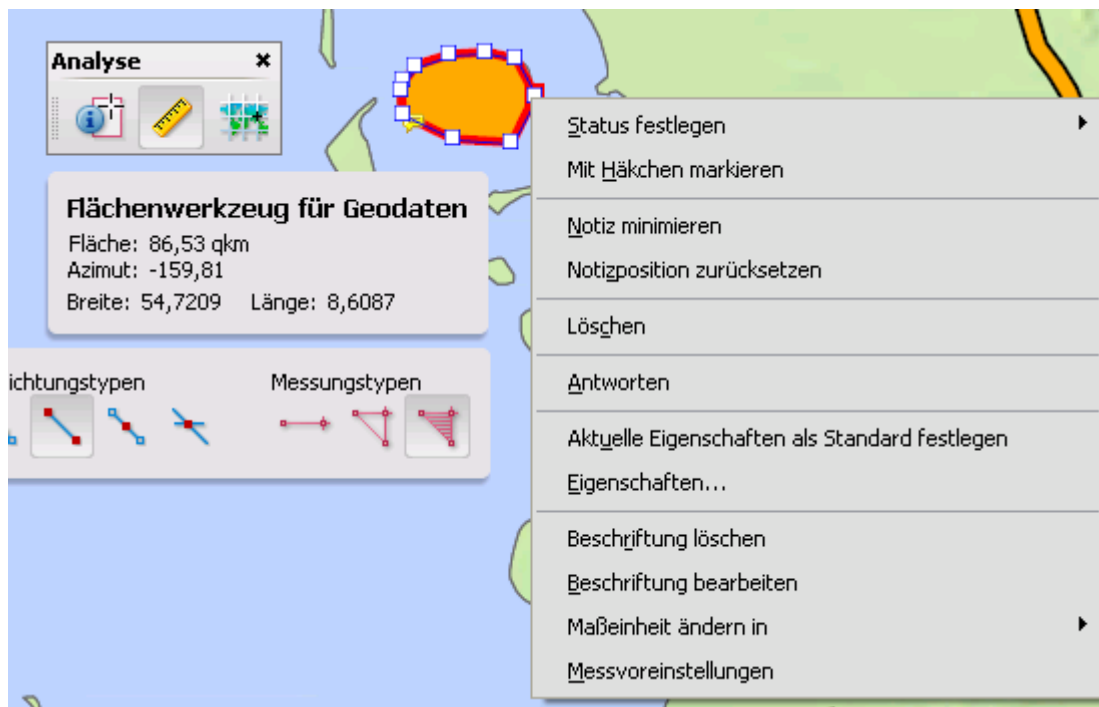 Analyse
Flächenwerkzeug für Geodaten
Fläche: 86,53 qkm
Azimut: -159,81
Breite: 54,7209 Länge: 8,6087
ichtungstypen Messungstypen
Status festlegen
Mit Häkchen markieren
Notiz minimieren
Notizposition zurücksetzen
Löschen
Antworten
Aktuelle Eigenschaften als Standard festlegen
Eigenschaften...
Beschriftung löschen
Beschriftung bearbeiten
Maßeinheit ändern in
Messvoreinstellungen